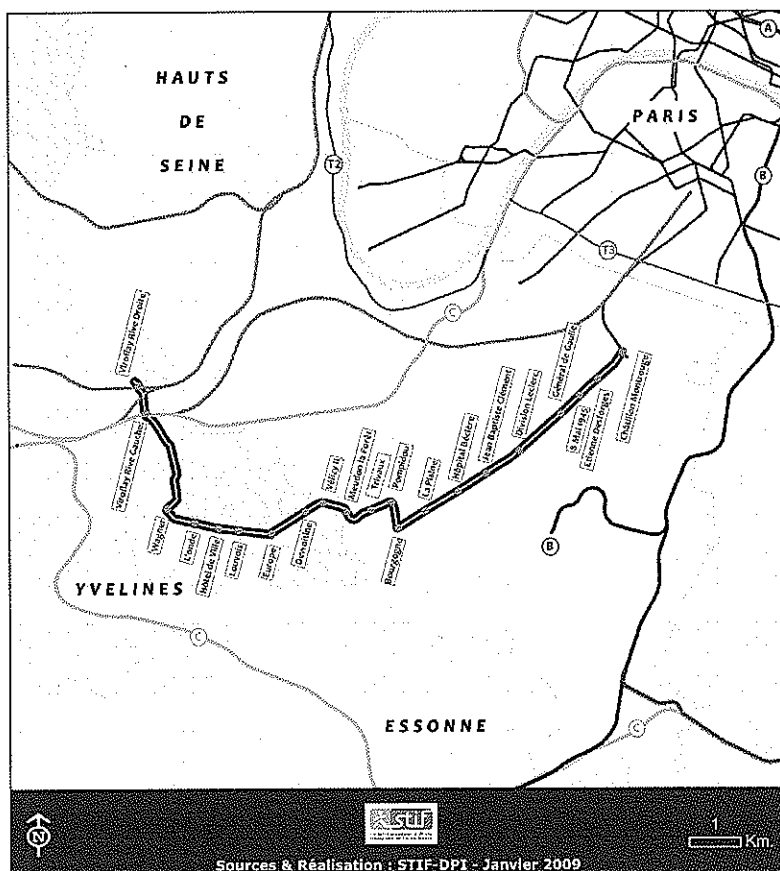 HAUTS
DE
SEINE
PARIS
A
B
T2
T3
C
Viroflay Rive Droite
Viroflay Rive Gauche
Wagner
L'onde
Hôtel de Ville
Louvois
Europe
Dewoitine
Vélizy II
Meudon la Forêt
Trivaux
Pompidou
Bourgogne
La Plaine
Hôpital Béclère
Jean Baptiste Clément
Division Leclerc
Général de Gaulle
8 Mai 1945
Etienne Desforges
Châtillon Montrouge
B
YVELINES
C
ESSONNE
C
N
stif
1
Km
Sources & Réalisation : STIF-DPI - Janvier 2009